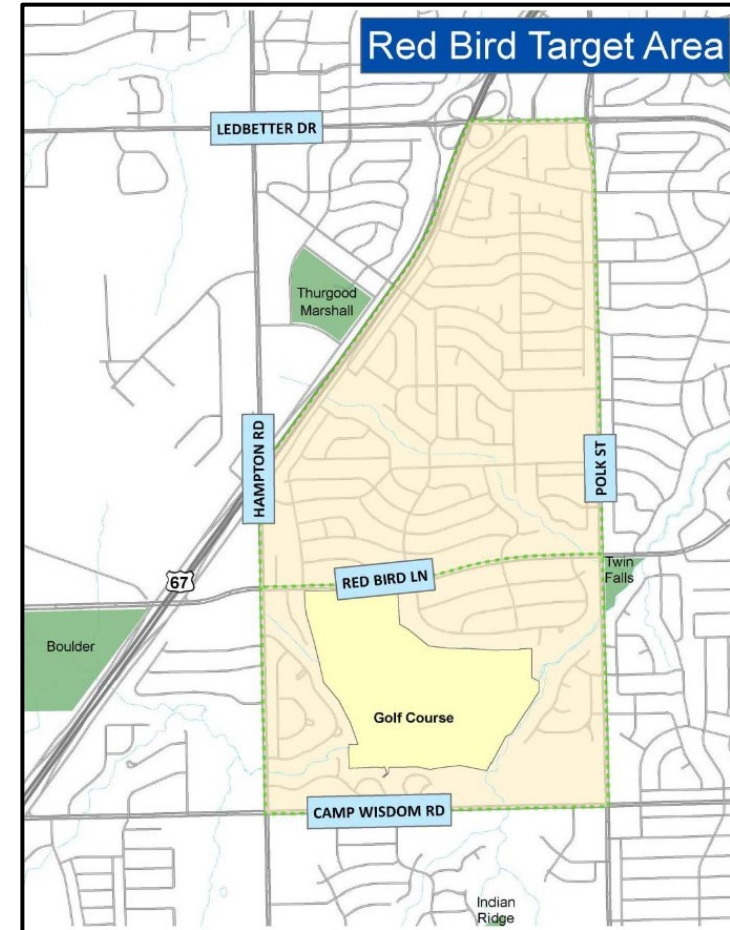 Red Bird Target Area
LEDBETTER DR
Thurgood
Marshall
HAMPTON RD
POLK ST
67
RED BIRD LN
Twin
Falls
Boulder
Golf Course
CAMP WISDOM RD
Indian
Ridge